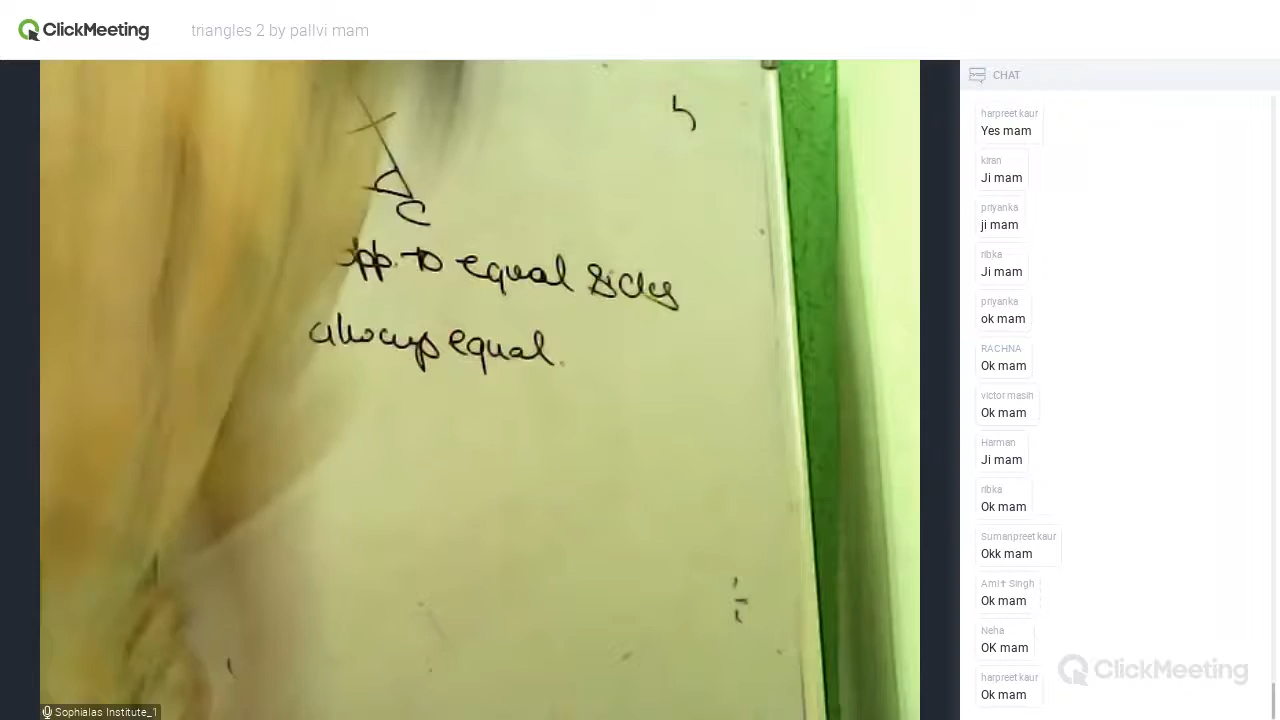 ClickMeeting
triangles 2 by pallvi mam
C
opp. to equal sides
always equal.
Sophialas Institute_1
CHAT
harpreet kaur
Yes mam
kiran
Ji mam
priyanka
ji mam
ribka
Ji mam
priyanka
ok mam
RACHNA
Ok mam
victor masih
Ok mam
Harman
Ji mam
ribka
Ok mam
Sumanpreet kaur
Okk mam
Ami✝ Singh
Ok mam
Neha
OK mam
harpreet kaur
Ok mam
ClickMeeting